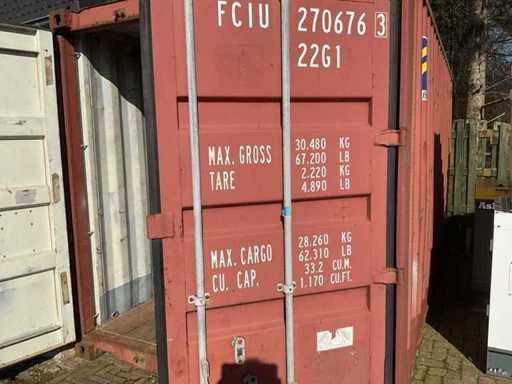 FCIU 270676 3
22G1
MAX. GROSS 30.480 KG
67.200 LB
TARE 2.220 KG
4.890 LB
MAX. CARGO 28.260 KG
62.310 LB
CU. CAP. 33.2 CU.M.
1.170 CU.FT.